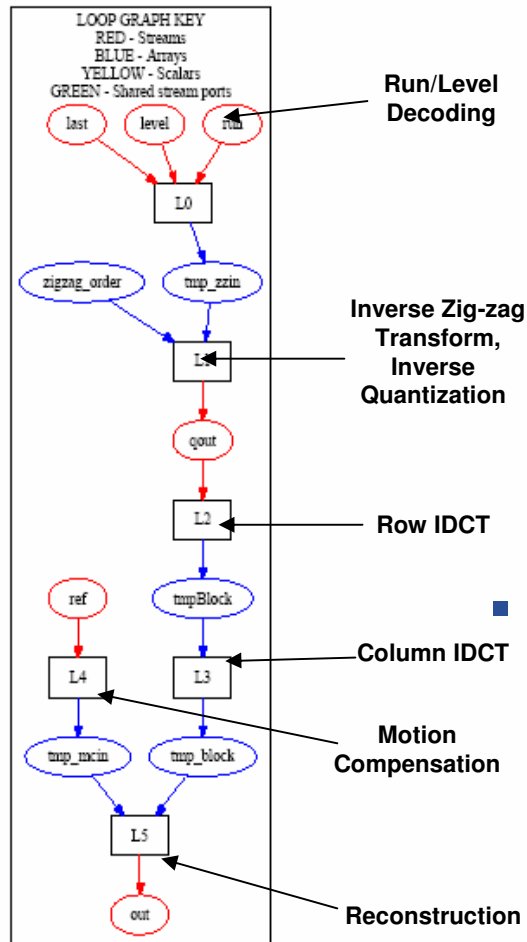 LOOP GRAPH KEY
RED - Streams
BLUE - Arrays
YELLOW - Scalars
GREEN - Shared stream ports
last
level
run
Run/Level
Decoding
L0
zigzag_order
tmp_zzin
L1
Inverse Zig-zag
Transform,
Inverse
Quantization
qout
L2
Row IDCT
ref
tmpBlock
L4
L3
Column IDCT
tmp_mcin
tmp_block
Motion
Compensation
L5
out
Reconstruction